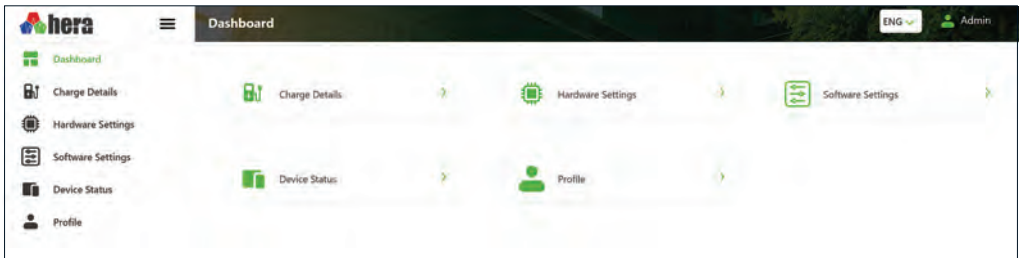 hera
Dashboard
ENG
Admin
Dashboard
Charge Details
Hardware Settings
Software Settings
Device Status
Profile
Charge Details
Hardware Settings
Software Settings
Device Status
Profile